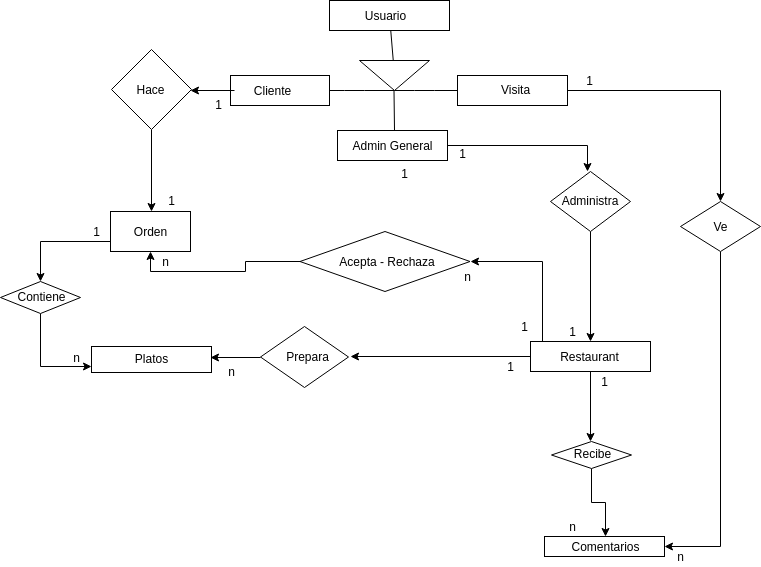 Usuario
Hace
Cliente
Visita
1
1
Admin General
1
1
Administra
1
Orden
1
Ve
n
Acepta - Rechaza
n
Contiene
1
1
n
Platos
n
Prepara
1
Restaurant
1
Recibe
n
Comentarios
n